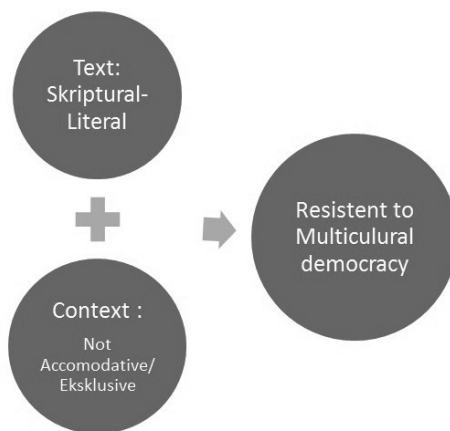 Text:
Skriptural-
Literal
Context :
Not
Accomodative/
Eksklusive
Resistent to
Multiculural
democracy